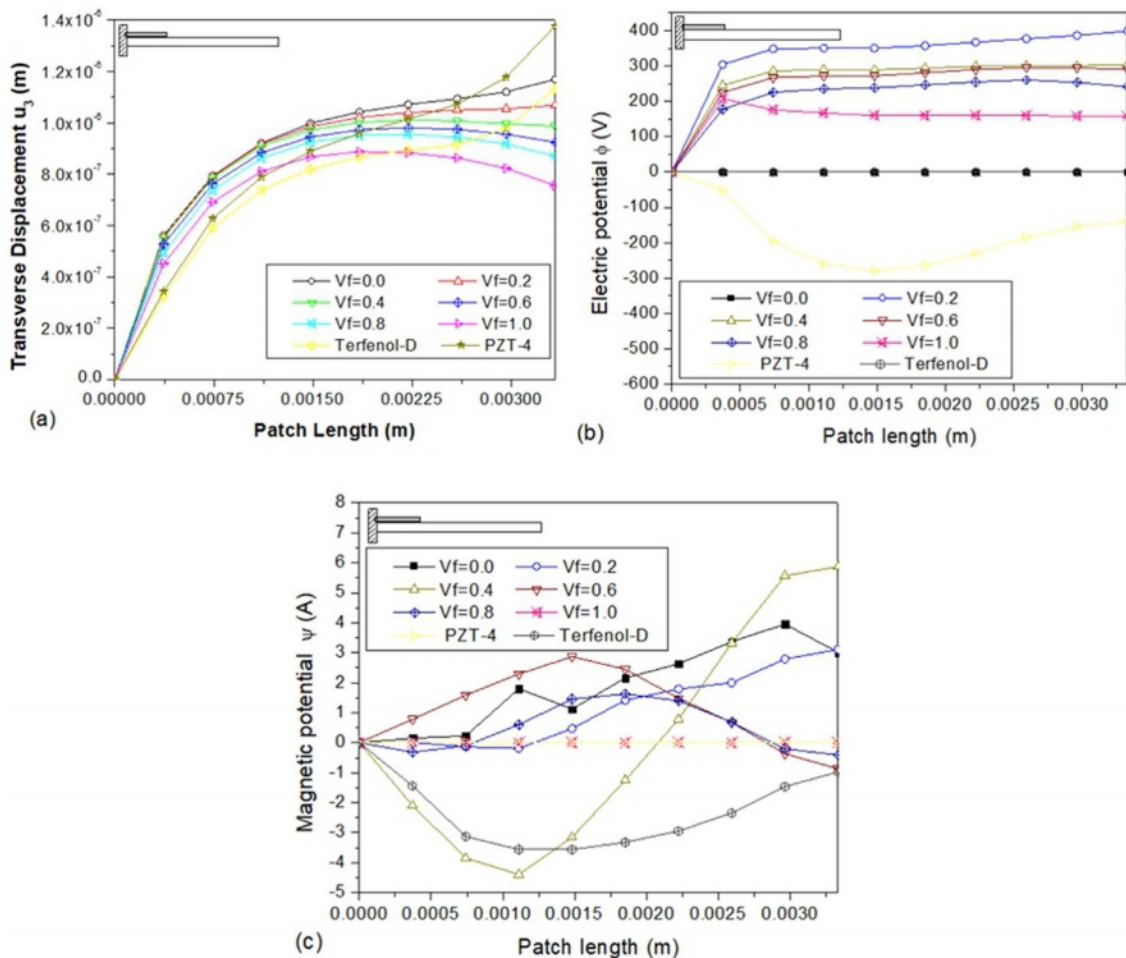 1.4x10⁻⁶
1.2x10⁻⁶
1.0x10⁻⁶
8.0x10⁻⁷
6.0x10⁻⁷
4.0x10⁻⁷
2.0x10⁻⁷
0.0
Transverse Displacement u₃ (m)
Vf=0.0 Vf=0.2
Vf=0.4 Vf=0.6
Vf=0.8 Vf=1.0
Terfenol-D PZT-4
0.00000 0.00075 0.00150 0.00225 0.00300
(a) Patch Length (m)
400
300
200
100
0
-100
-200
-300
-400
-500
-600
Electric potential ϕ (V)
Vf=0.0 Vf=0.2
Vf=0.4 Vf=0.6
Vf=0.8 Vf=1.0
PZT-4 Terfenol-D
0.0000 0.0005 0.0010 0.0015 0.0020 0.0025 0.0030
(b) Patch length (m)
8
7
6
5
4
3
2
1
0
-1
-2
-3
-4
-5
Magnetic potential ψ (A)
Vf=0.0 Vf=0.2
Vf=0.4 Vf=0.6
Vf=0.8 Vf=1.0
PZT-4 Terfenol-D
0.0000 0.0005 0.0010 0.0015 0.0020 0.0025 0.0030
(c) Patch length (m)